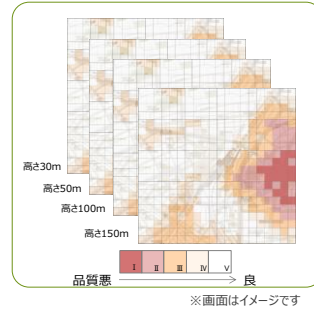 高さ30m
高さ50m
高さ100m
高さ150m
Ⅰ Ⅱ Ⅲ Ⅳ Ⅴ
品質悪 良
※画面はイメージです